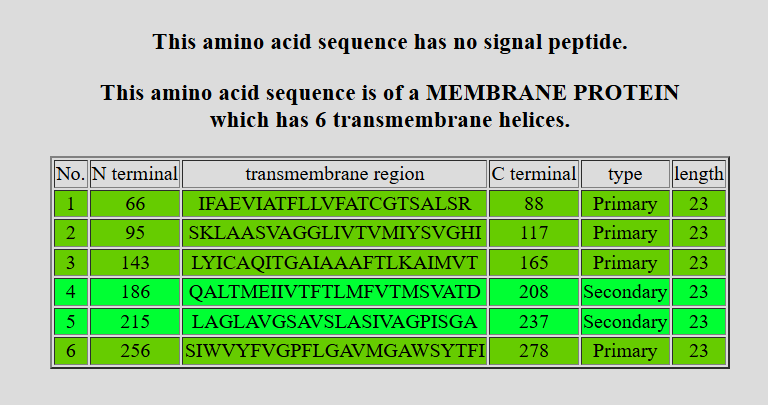 This amino acid sequence has no signal peptide.
This amino acid sequence is of a MEMBRANE PROTEIN
which has 6 transmembrane helices.
No. N terminal transmembrane region C terminal type length
1 66 IFAEVIATFLLVFATCGTSALSR 88 Primary 23
2 95 SKLAASVAGGLIVTVMIYSVGHI 117 Primary 23
3 143 LYICAQITGAIAAAFTLKAIMVT 165 Primary 23
4 186 QALTMEIIVTFTLMFVTMSVATD 208 Secondary 23
5 215 LAGLAVGSAVSLASIVAGPISGA 237 Secondary 23
6 256 SIWVYFVGPFLGAVMGAWSYTFI 278 Primary 23